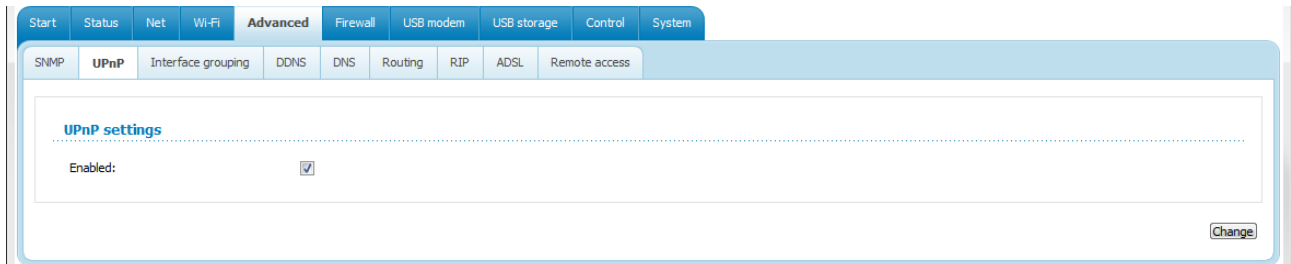 Start Status Net Wi-Fi Advanced Firewall USB modem USB storage Control System
SNMP UPnP Interface grouping DDNS DNS Routing RIP ADSL Remote access
UPnP settings
Enabled:
Change